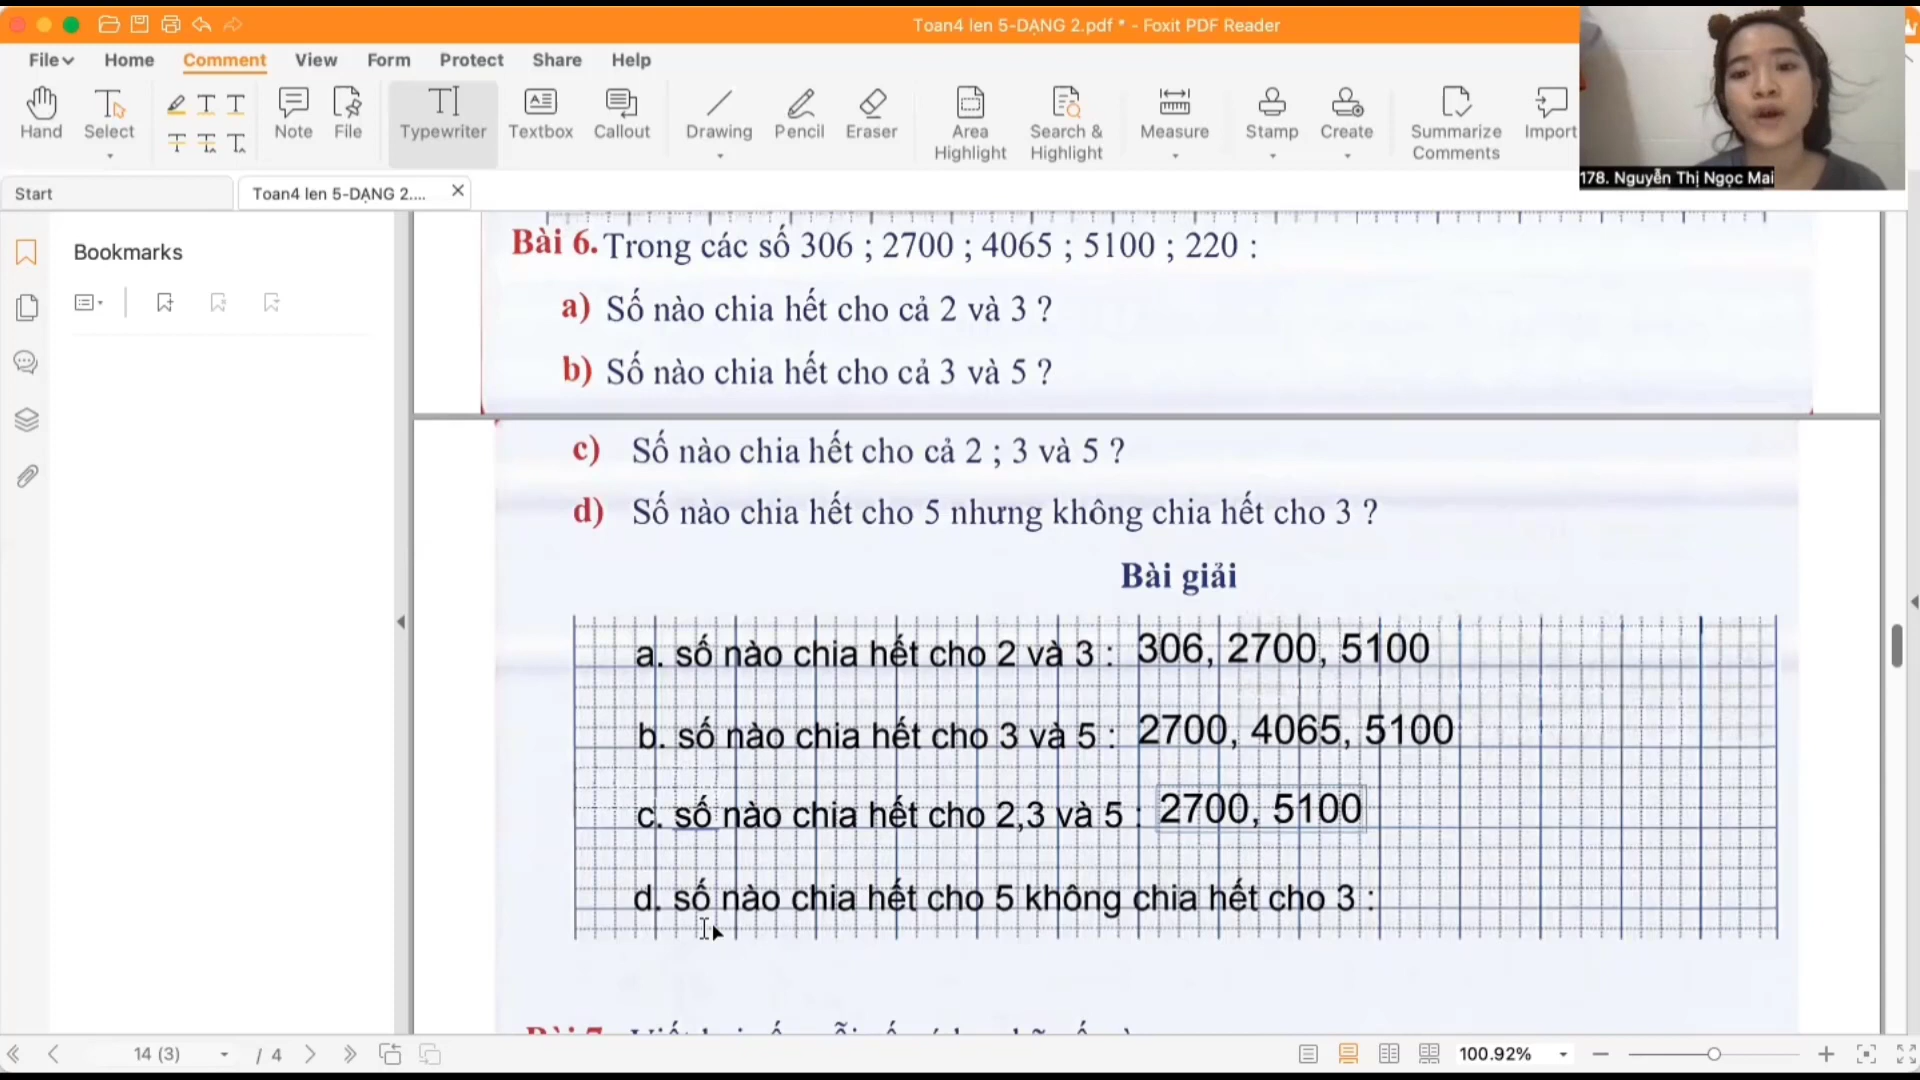 Toan4 len 5-DẠNG 2.pdf * - Foxit PDF Reader
File Home Comment View Form Protect Share Help
Hand Select Note File Typewriter Textbox Callout Drawing Pencil Eraser Area Highlight Search & Highlight Measure Stamp Create Summarize Comments Import
178. Nguyễn Thị Ngọc Mai
Start
Toan4 len 5-DẠNG 2....
Bookmarks
Bài 6. Trong các số 306 ; 2700 ; 4065 ; 5100 ; 220 :
a) Số nào chia hết cho cả 2 và 3 ?
b) Số nào chia hết cho cả 3 và 5 ?
c) Số nào chia hết cho cả 2 ; 3 và 5 ?
d) Số nào chia hết cho 5 nhưng không chia hết cho 3 ?
Bài giải
a. số nào chia hết cho 2 và 3 : 306, 2700, 5100
b. số nào chia hết cho 3 và 5 : 2700, 4065, 5100
c. số nào chia hết cho 2,3 và 5 : 2700, 5100
d. số nào chia hết cho 5 không chia hết cho 3 :
14 (3) / 4
100.92%